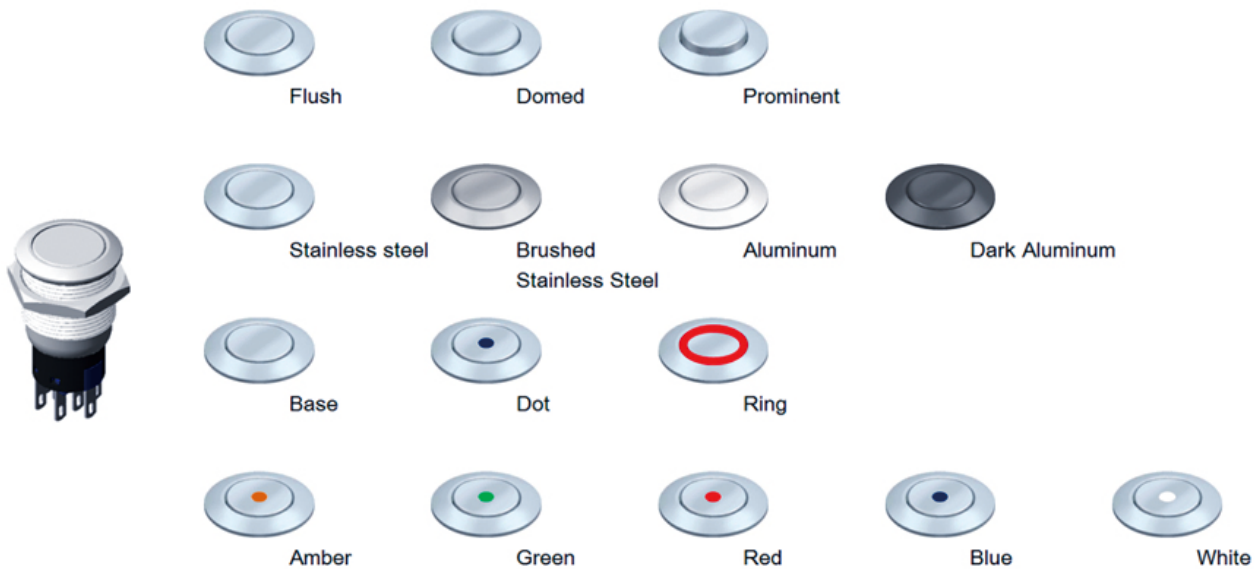 Flush
Domed
Prominent
Stainless steel
Brushed
Stainless Steel
Aluminum
Dark Aluminum
Base
Dot
Ring
Amber
Green
Red
Blue
White